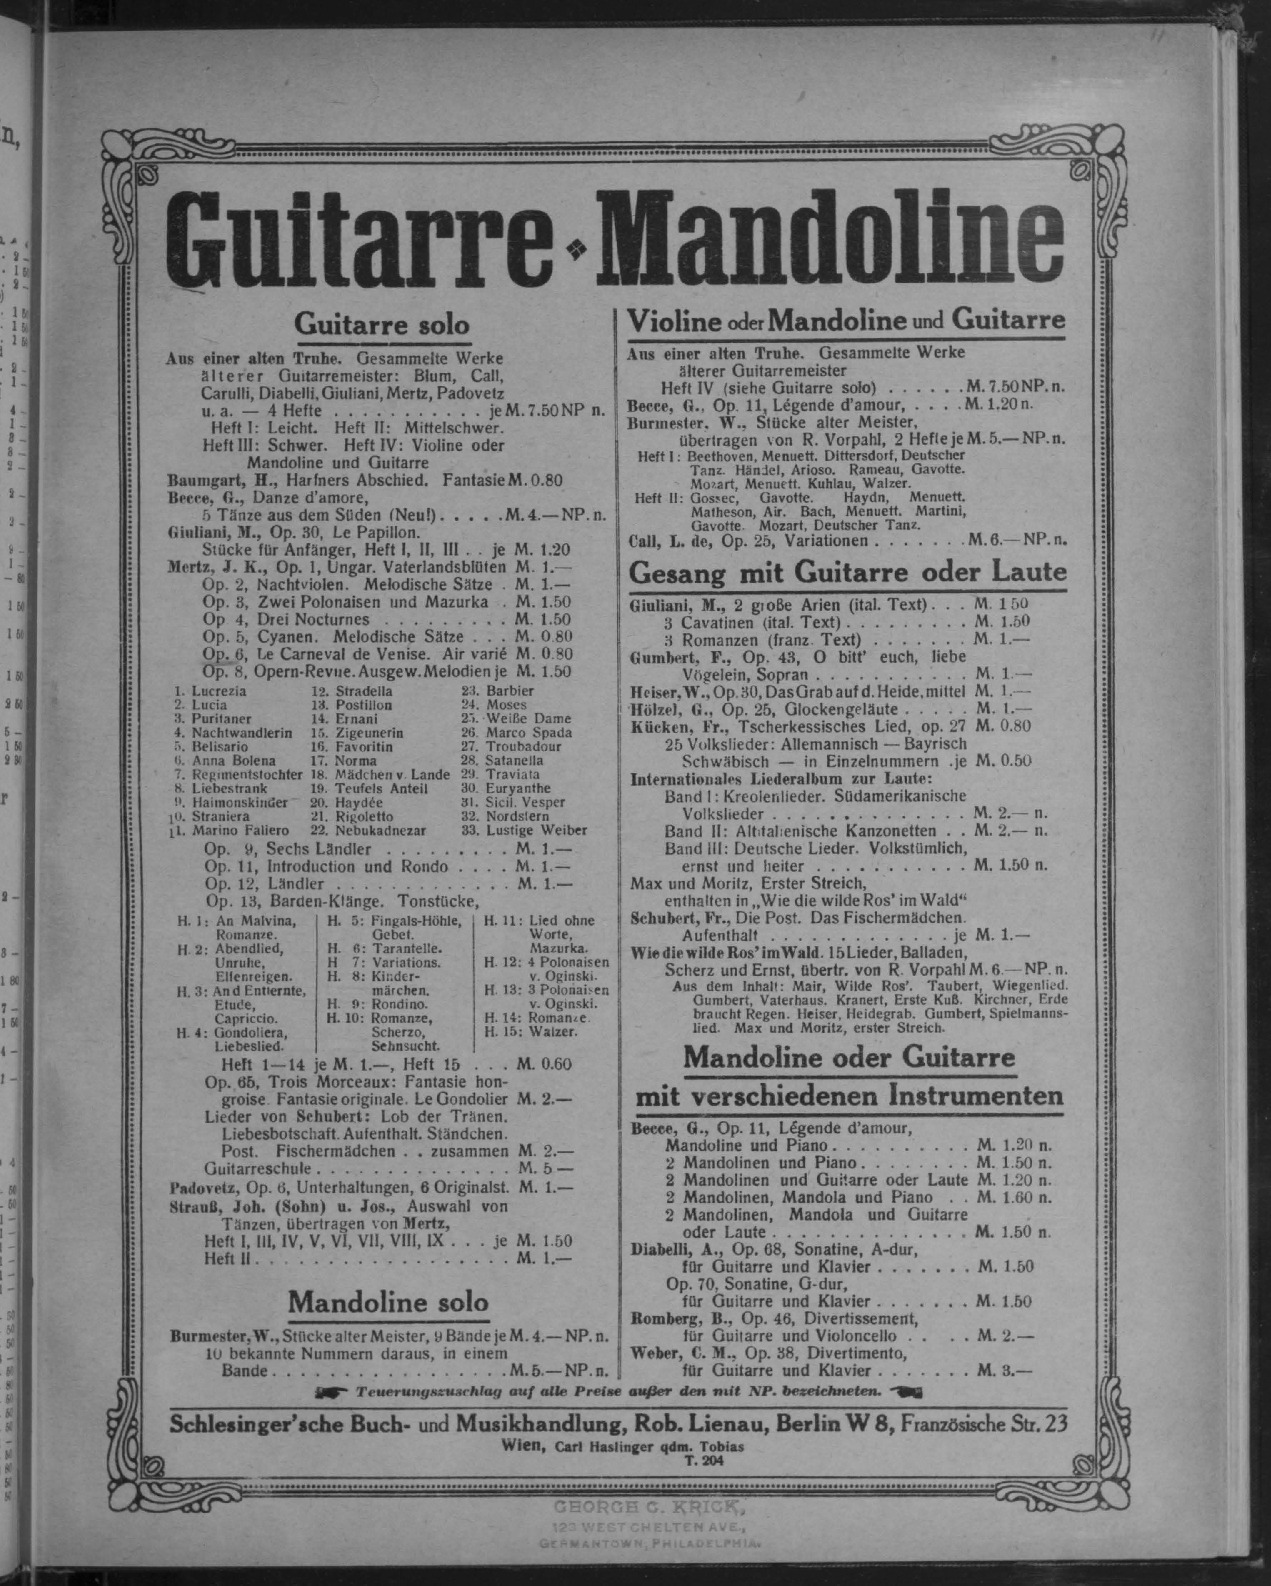 Guitarre ❖ Mandoline
Guitarre solo
Aus einer alten Truhe. Gesammelte Werke
älterer Guitarremeister: Blum, Call,
Carulli, Diabelli, Giuliani, Mertz, Padovetz
u. a. — 4 Hefte . . . . . . . . . . . je M. 7.50 NP n.
Heft I: Leicht. Heft II: Mittelschwer.
Heft III: Schwer. Heft IV: Violine oder
Mandoline und Guitarre
Baumgart, H., Harfners Abschied. Fantasie M. 0.80
Becce, G., Danze d'amore,
5 Tänze aus dem Süden (Neu!) . . . . . M. 4.— NP. n.
Giuliani, M., Op. 30, Le Papillon.
Stücke für Anfänger, Heft I, II, III . . je M. 1.20
Mertz, J. K., Op. 1, Ungar. Vaterlandsblüten M. 1.—
Op. 2, Nachtviolen. Melodische Sätze . M. 1.—
Op. 3, Zwei Polonaisen und Mazurka . M. 1.50
Op 4, Drei Nocturnes . . . . . . . . . M. 1.50
Op. 5, Cyanen. Melodische Sätze . . . M. 0.80
Op. 6, Le Carneval de Venise. Air varié M. 0.80
Op. 8, Opern-Revue. Ausgew. Melodien je M. 1.50
1. Lucrezia 12. Stradella 23. Barbier
2. Lucia 13. Postillon 24. Moses
3. Puritaner 14. Ernani 25. Weiße Dame
4. Nachtwandlerin 15. Zigeunerin 26. Marco Spada
5. Belisario 16. Favoritin 27. Troubadour
6. Anna Bolena 17. Norma 28. Satanella
7. Regimentstochter 18. Mädchen v. Lande 29. Traviata
8. Liebestrank 19. Teufels Anteil 30. Euryanthe
9. Haimonskinder 20. Haydée 31. Sicil. Vesper
10. Straniera 21. Rigoletto 32. Nordstern
11. Marino Faliero 22. Nebukadnezar 33. Lustige Weiber
Op. 9, Sechs Ländler . . . . . . . . . M. 1.—
Op. 11, Introduction und Rondo . . . . M. 1.—
Op. 12, Ländler . . . . . . . . . . . . M. 1.—
Op. 13, Barden-Klänge. Tonstücke,
H. 1: An Malvina,
Romanze.
H. 2: Abendlied,
Unruhe,
Elfenreigen.
H. 3: An d Entfernte,
Etude,
Capriccio.
H. 4: Gondoliera,
Liebeslied.
H. 5: Fingals-Höhle,
Gebet.
H. 6: Tarantelle.
H 7: Variations.
H. 8: Kinder-
märchen.
H. 9: Rondino.
H. 10: Romanze,
Scherzo,
Sehnsucht.
H. 11: Lied ohne
Worte,
Mazurka.
H. 12: 4 Polonaisen
v. Oginski.
H. 13: 3 Polonaisen
v. Oginski.
H. 14: Romanze.
H. 15: Walzer.
Heft 1—14 je M. 1.—, Heft 15 . . . M. 0.60
Op. 65, Trois Morceaux: Fantasie hon-
groise. Fantasie originale. Le Gondolier M. 2.—
Lieder von Schubert: Lob der Tränen.
Liebesbotschaft. Aufenthalt. Ständchen.
Post. Fischermädchen . . zusammen M. 2.—
Guitarreschule . . . . . . . . . . . . . . M. 5 —
Padovetz, Op. 6, Unterhaltungen, 6 Originalst. M. 1.—
Strauß, Joh. (Sohn) u. Jos., Auswahl von
Tänzen, übertragen von Mertz,
Heft I, III, IV, V, VI, VII, VIII, IX . . . je M. 1.50
Heft II . . . . . . . . . . . . . . . . . . M. 1.—
Mandoline solo
Burmester, W., Stücke alter Meister, 9 Bände je M. 4.— NP. n.
10 bekannte Nummern daraus, in einem
Bande . . . . . . . . . . . . . . . . . M. 5.— NP. n.
Violine oder Mandoline und Guitarre
Aus einer alten Truhe. Gesammelte Werke
älterer Guitarremeister
Heft IV (siehe Guitarre solo) . . . . . . M. 7.50 NP. n.
Becce, G., Op. 11, Légende d'amour, . . . . M. 1.20 n.
Burmester, W., Stücke alter Meister,
übertragen von R. Vorpahl, 2 Hefte je M. 5.— NP. n.
Heft I: Beethoven, Menuett. Dittersdorf, Deutscher
Tanz. Händel, Arioso. Rameau, Gavotte.
Mozart, Menuett. Kuhlau, Walzer.
Heft II: Gossec, Gavotte. Haydn, Menuett.
Matheson, Air. Bach, Menuett. Martini,
Gavotte. Mozart, Deutscher Tanz.
Call, L. de, Op. 25, Variationen . . . . . . . M. 6.— NP. n.
Gesang mit Guitarre oder Laute
Giuliani, M., 2 große Arien (ital. Text) . . . M. 1 50
3 Cavatinen (ital. Text) . . . . . . . . . M. 1.50
3 Romanzen (franz. Text) . . . . . . . M. 1.—
Gumbert, F., Op. 43, O bitt' euch, liebe
Vögelein, Sopran . . . . . . . . . . . M. 1.—
Heiser, W., Op. 30, Das Grab auf d. Heide, mittel M. 1.—
Hölzel, G., Op. 25, Glockengeläute . . . . . M. 1.—
Kücken, Fr., Tscherkessisches Lied, op. 27 M. 0.80
25 Volkslieder: Allemannisch — Bayrisch
Schwäbisch — in Einzelnummern . je M. 0.50
Internationales Liederalbum zur Laute:
Band I: Kreolenlieder. Südamerikanische
Volkslieder . . . . . . . . . . . . . . M. 2.— n.
Band II: Altitalienische Kanzonetten . . M. 2.— n.
Band III: Deutsche Lieder. Volkstümlich,
ernst und heiter . . . . . . . . . . . M. 1.50 n.
Max und Moritz, Erster Streich,
enthalten in „Wie die wilde Ros' im Wald“
Schubert, Fr., Die Post. Das Fischermädchen.
Aufenthalt . . . . . . . . . . . . . . je M. 1.—
Wie die wilde Ros' im Wald. 15 Lieder, Balladen,
Scherz und Ernst, übertr. von R. Vorpahl M. 6.— NP. n.
Aus dem Inhalt: Mair, Wilde Ros'. Taubert, Wiegenlied.
Gumbert, Vaterhaus. Kranert, Erste Kuß. Kirchner, Erde
braucht Regen. Heiser, Heidegrab. Gumbert, Spielmanns-
lied. Max und Moritz, erster Streich.
Mandoline oder Guitarre
mit verschiedenen Instrumenten
Becce, G., Op. 11, Légende d'amour,
Mandoline und Piano . . . . . . . . . . M. 1.20 n.
2 Mandolinen und Piano . . . . . . . . M. 1.50 n.
2 Mandolinen und Guitarre oder Laute M. 1.20 n.
2 Mandolinen, Mandola und Piano . . M. 1.60 n.
2 Mandolinen, Mandola und Guitarre
oder Laute . . . . . . . . . . . . . . M. 1.50 n.
Diabelli, A., Op. 68, Sonatine, A-dur,
für Guitarre und Klavier . . . . . . . M. 1.50
Op. 70, Sonatine, G-dur,
für Guitarre und Klavier . . . . . . . M. 1.50
Romberg, B., Op. 46, Divertissement,
für Guitarre und Violoncello . . . . M. 2.—
Weber, C. M., Op. 38, Divertimento,
für Guitarre und Klavier . . . . . . . M. 3.—
Teuerungszuschlag auf alle Preise außer den mit NP. bezeichneten.
Schlesinger'sche Buch- und Musikhandlung, Rob. Lienau, Berlin W 8, Französische Str. 23
Wien, Carl Haslinger qdm. Tobias
T. 204
GEORGE C. KRICK,
123 WEST CHELTEN AVE.,
GERMANTOWN, PHILADELPHIA.